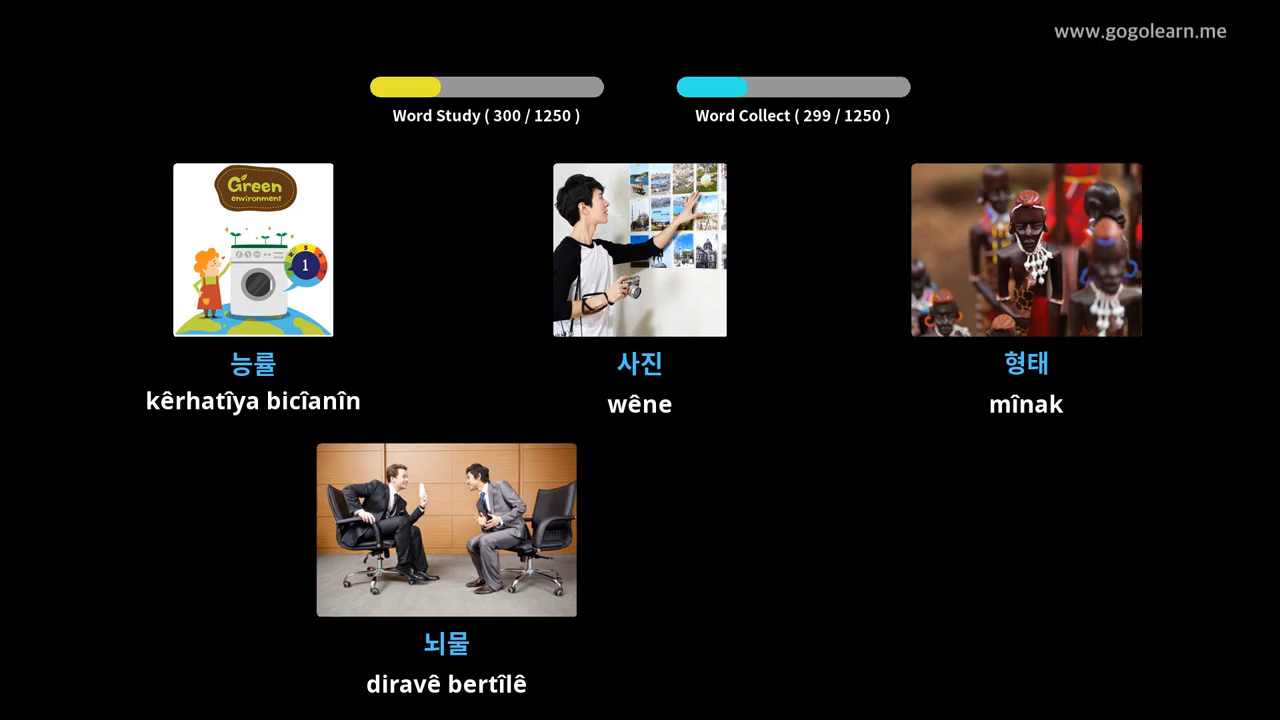 www.gogolearn.me
Word Study ( 300 / 1250 )
Word Collect ( 299 / 1250 )
Green
environment
3
1
능률
kêrhatîya bicîanîn
사진
wêne
형태
mînak
뇌물
diravê bertîlê